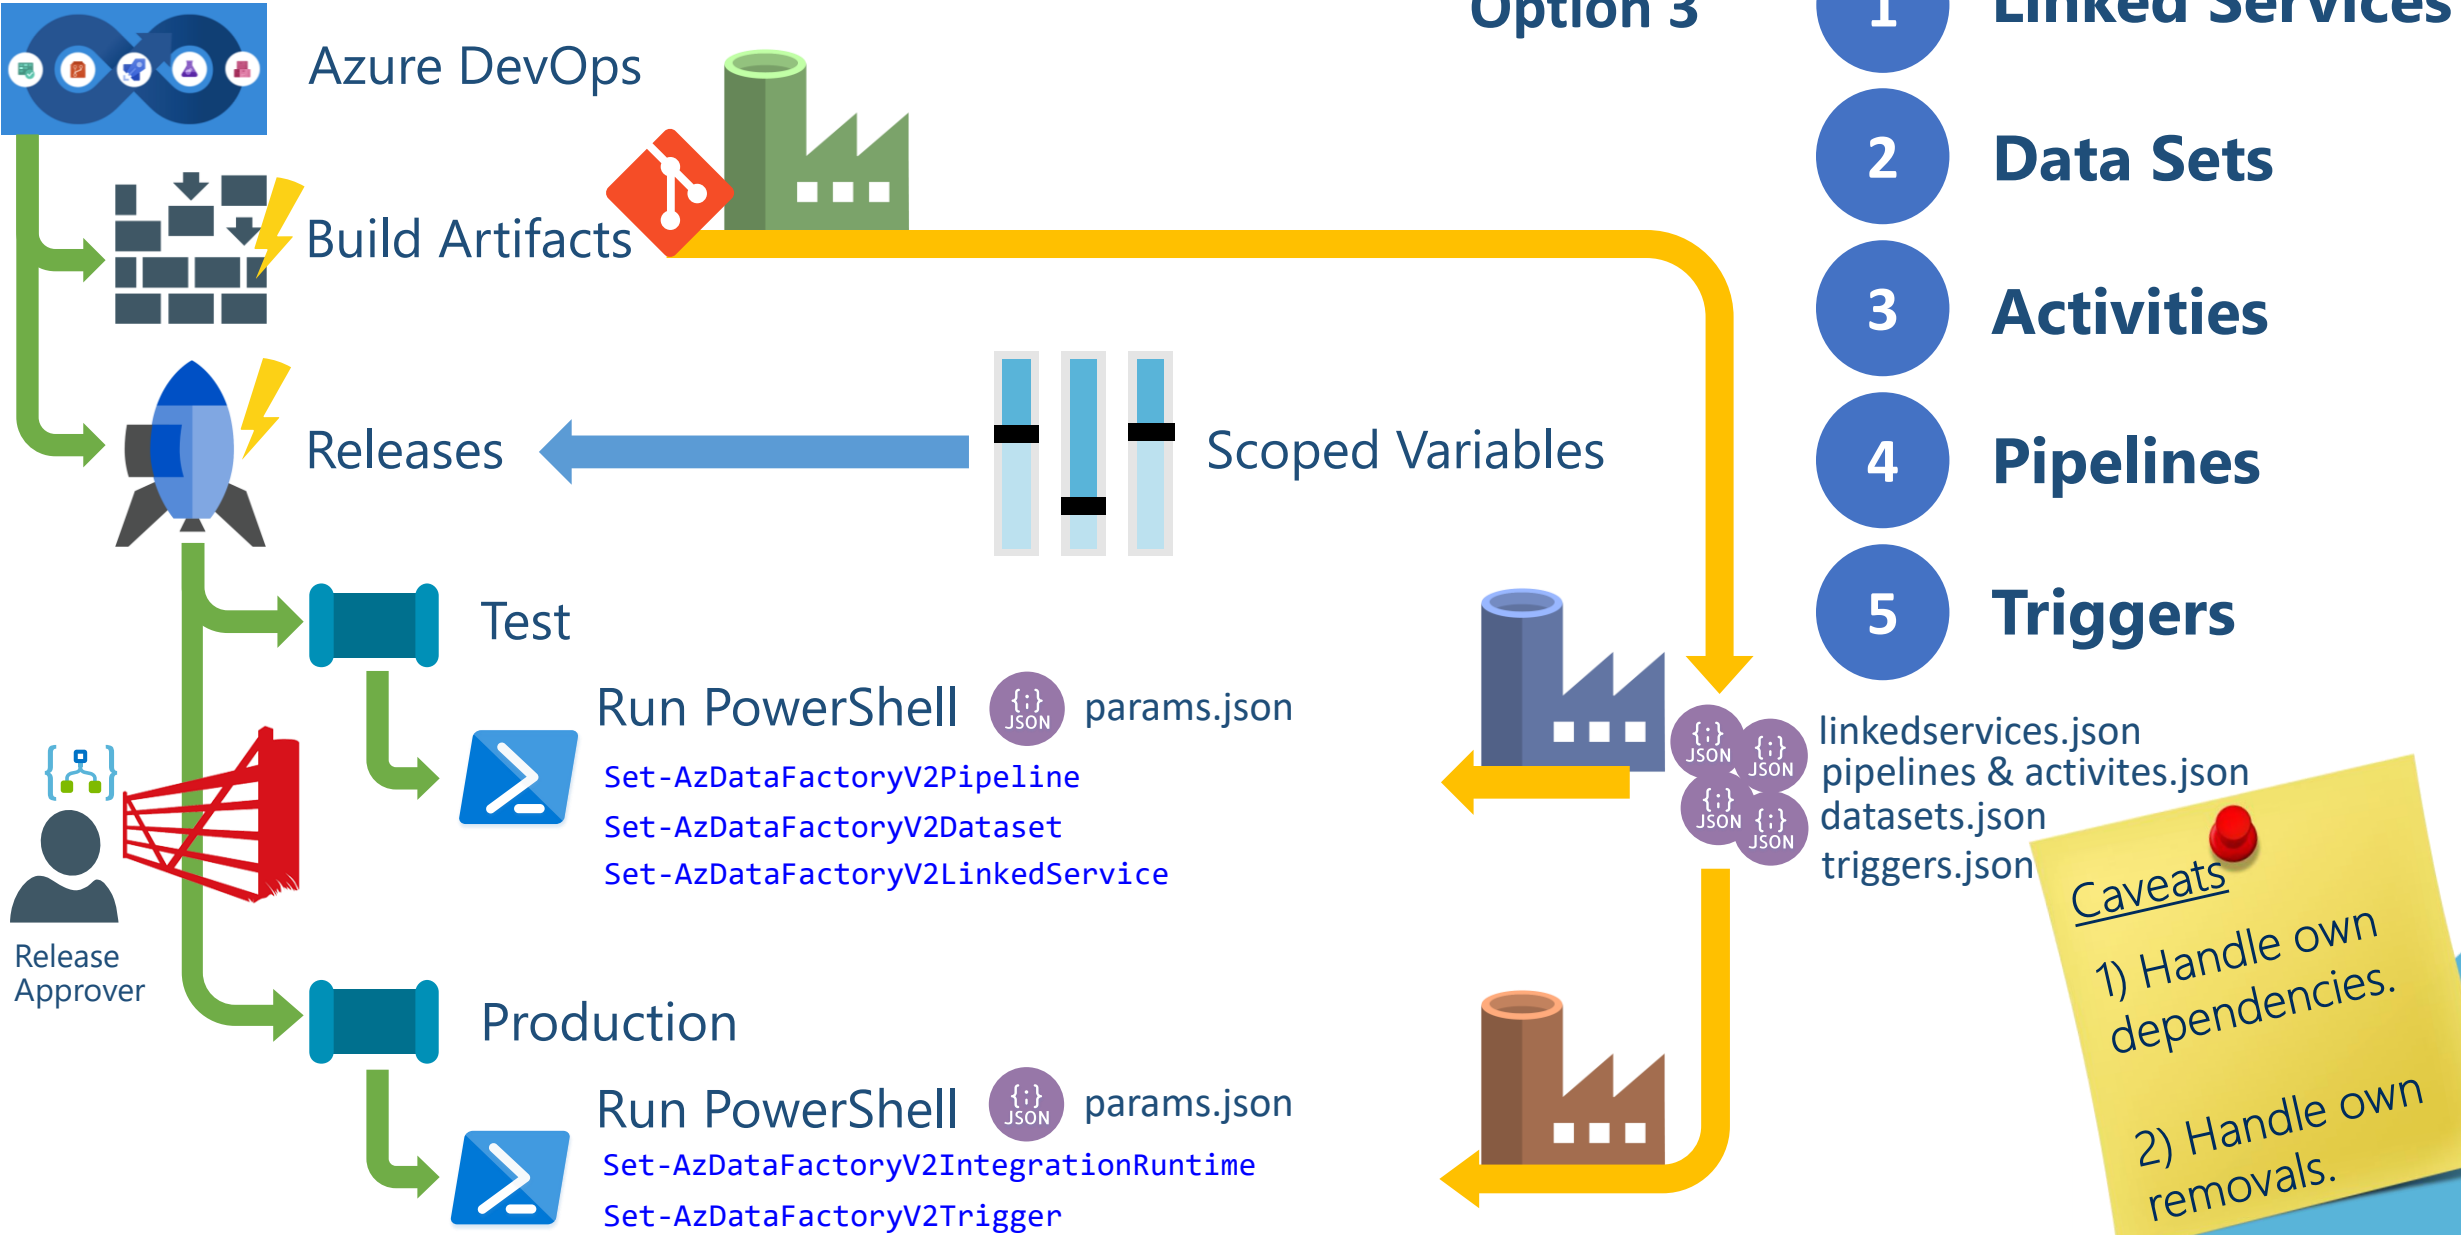 Option 3
1
Linked Services
Azure DevOps
2
Data Sets
Build Artifacts
3
Activities
Releases
Scoped Variables
4
Pipelines
Test
5
Triggers
Run PowerShell
{;}
JSON
params.json
Set-AzDataFactoryV2Pipeline
Set-AzDataFactoryV2Dataset
Set-AzDataFactoryV2LinkedService
{;}
JSON
{;}
JSON
{;}
JSON
{;}
JSON
linkedservices.json
pipelines & activites.json
datasets.json
triggers.json
Release
Approver
Production
Run PowerShell
{;}
JSON
params.json
Set-AzDataFactoryV2IntegrationRuntime
Set-AzDataFactoryV2Trigger
Caveats
1) Handle own
dependencies.
2) Handle own
removals.